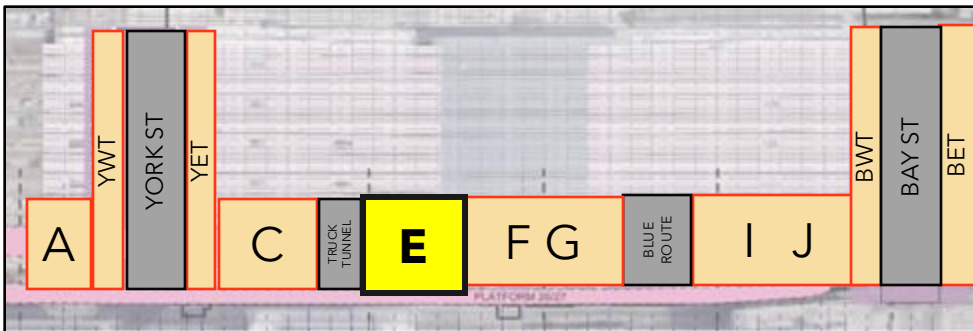 A
YWT
YORK ST
YET
C
TRUCK
TUNNEL
E
F G
BLUE
ROUTE
I J
BWT
BAY ST
BET
PLATFORM 26/27